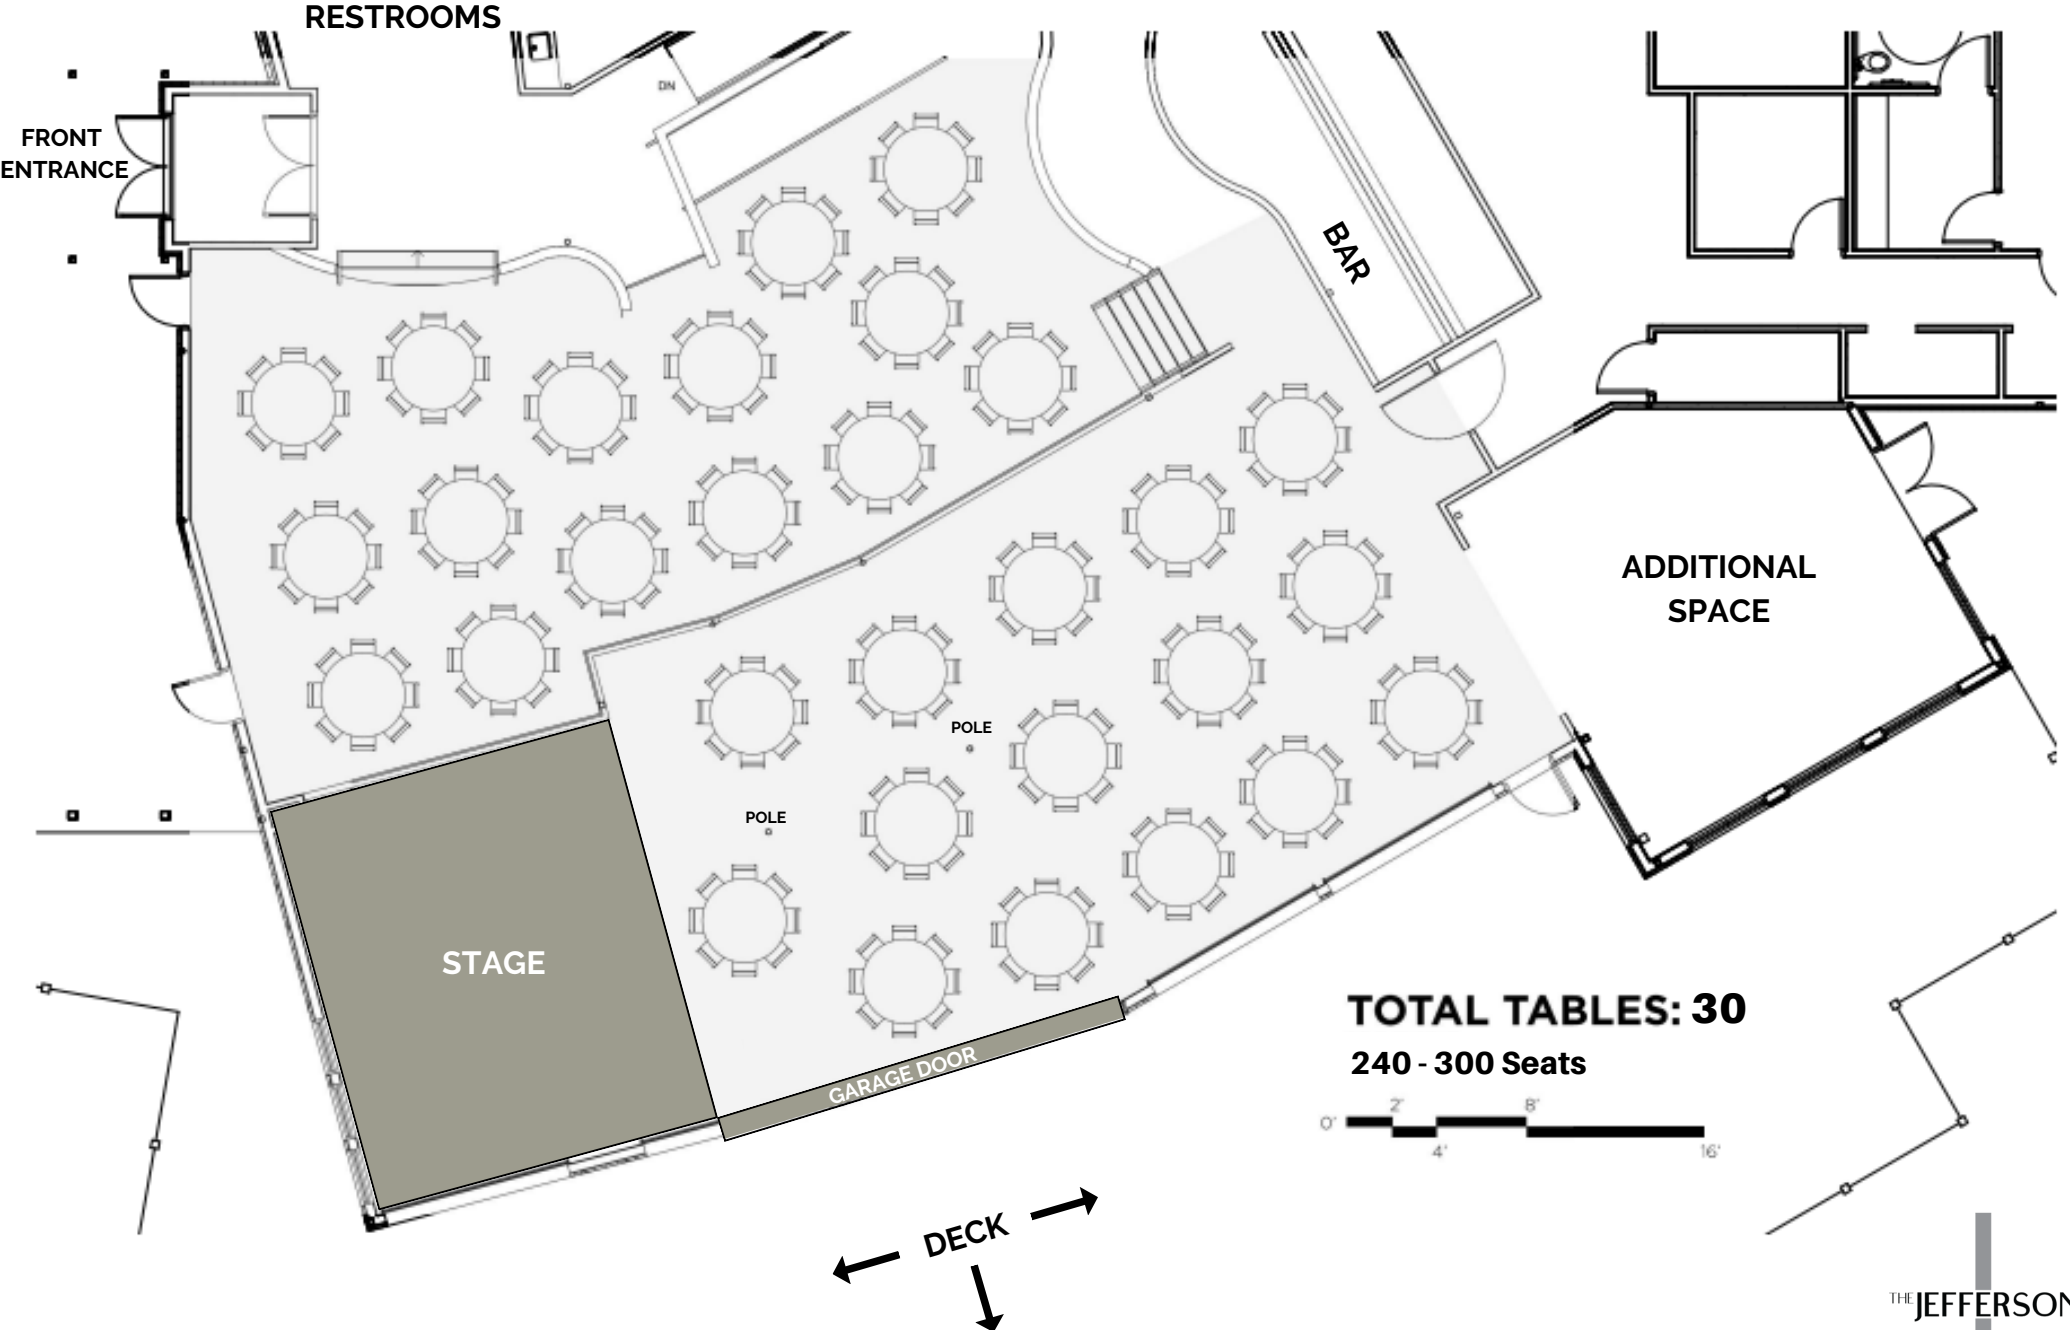 RESTROOMS
DN
FRONT
ENTRANCE
BAR
ADDITIONAL
SPACE
POLE
POLE
STAGE
GARAGE DOOR
TOTAL TABLES: 30
240 - 300 Seats
0' 2' 8'
4' 16'
DECK
THE JEFFERSON